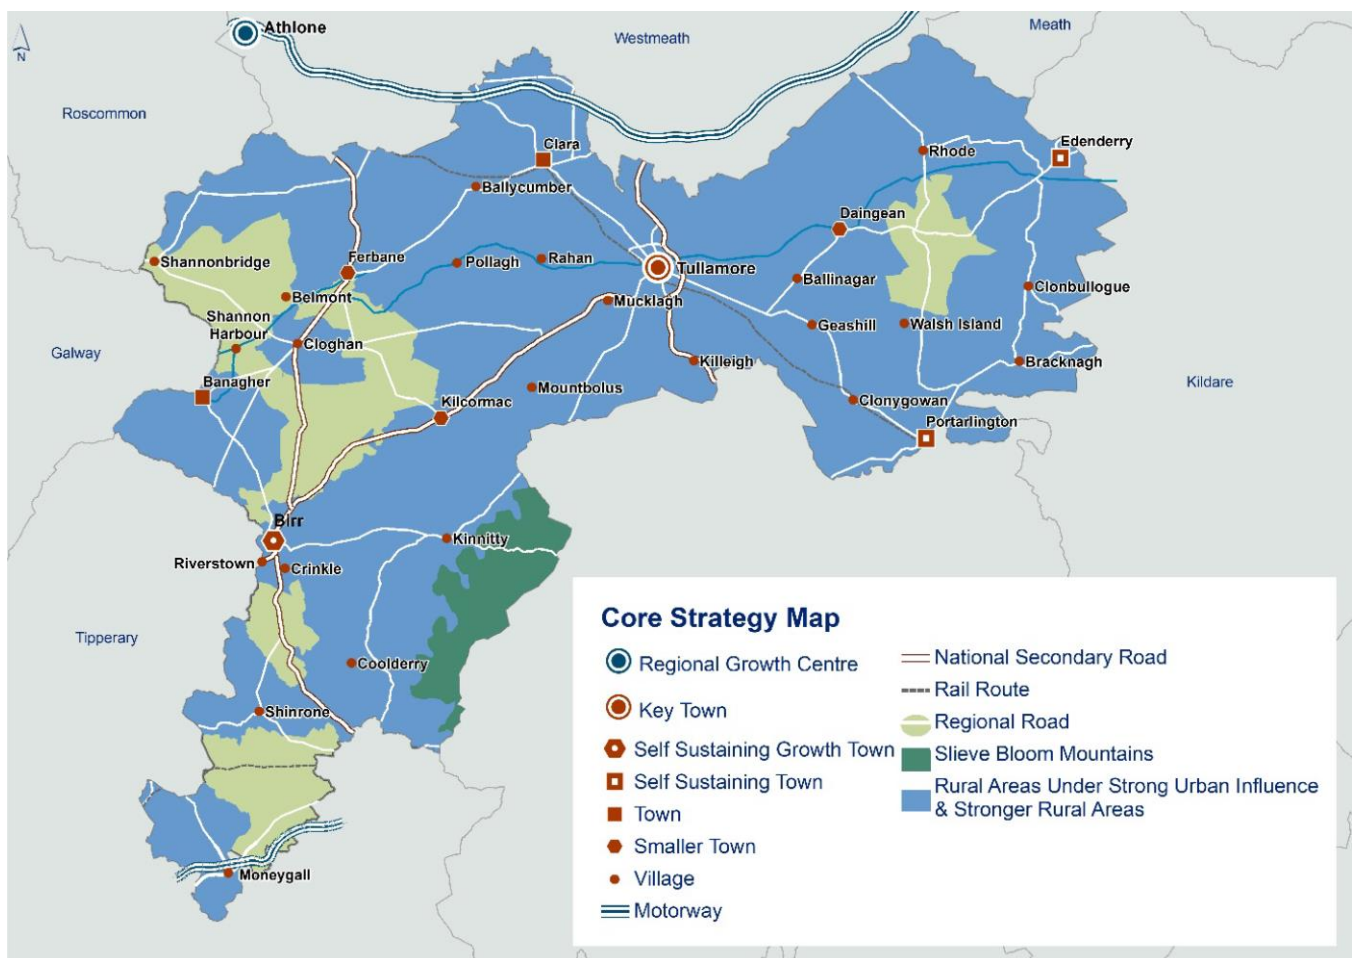 Athlone
Meath
Westmeath
N
Roscommon
Clara
Edenderry
Rhode
Ballycumber
Daingean
Shannonbridge
Ferbane
Pollagh
Rahan
Tullamore
Ballinagar
Clonbullogue
Belmont
Mucklagh
Shannon
Harbour
Geashill
Walsh Island
Galway
Cloghan
Killeigh
Bracknagh
Banagher
Mountbolus
Kildare
Kilcormac
Clonygowan
Portarlington
Birr
Kinnitty
Riverstown
Crinkle
Tipperary
Coolderry
Shinrone
Moneygall
Core Strategy Map
Regional Growth Centre
Key Town
Self Sustaining Growth Town
Self Sustaining Town
Town
Smaller Town
Village
Motorway
National Secondary Road
Rail Route
Regional Road
Slieve Bloom Mountains
Rural Areas Under Strong Urban Influence
& Stronger Rural Areas